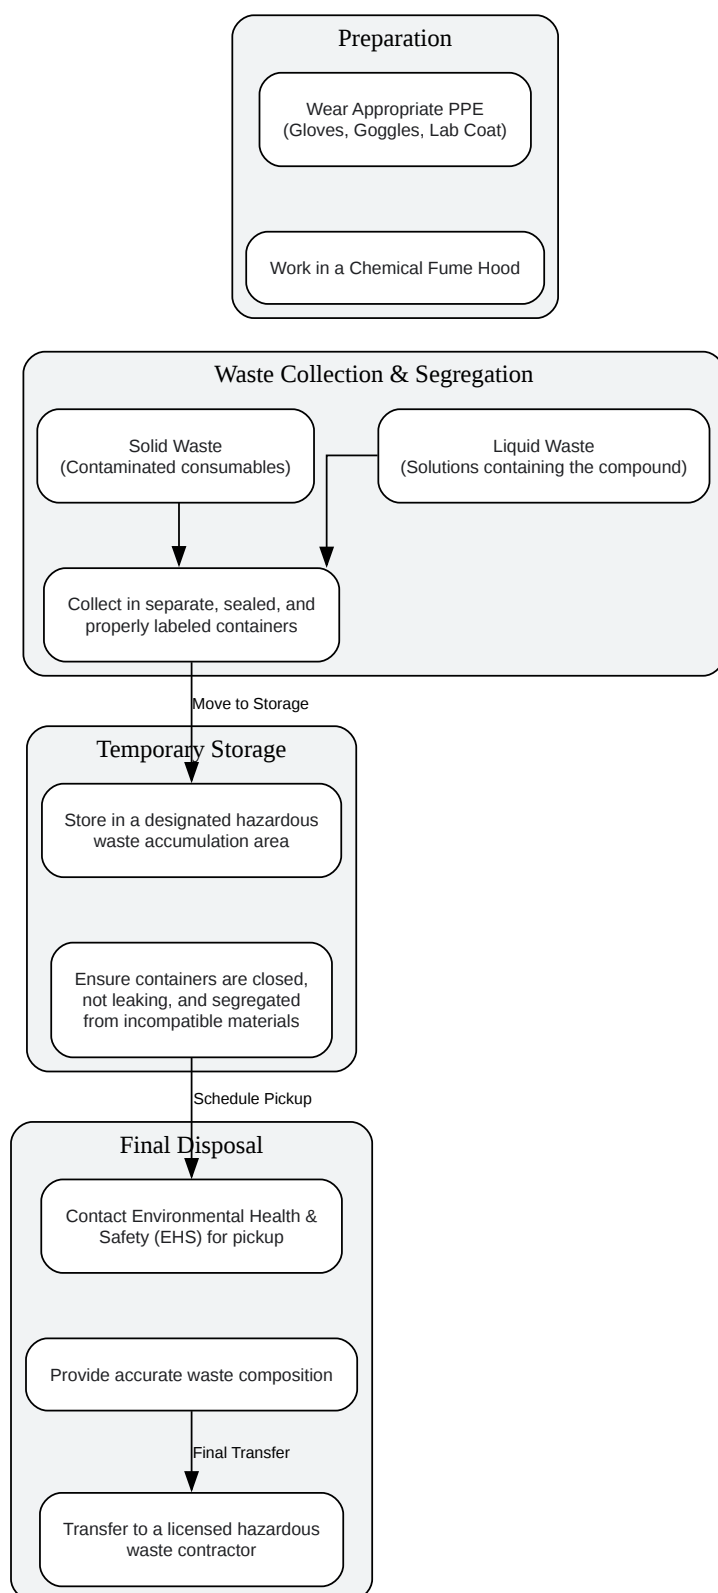 Preparation
Wear Appropriate PPE
(Gloves, Goggles, Lab Coat)
Work in a Chemical Fume Hood
Waste Collection & Segregation
Solid Waste
(Contaminated consumables)
Liquid Waste
(Solutions containing the compound)
Collect in separate, sealed, and
properly labeled containers
Move to Storage
Temporary Storage
Store in a designated hazardous
waste accumulation area
Ensure containers are closed,
not leaking, and segregated
from incompatible materials
Schedule Pickup
Final Disposal
Contact Environmental Health &
Safety (EHS) for pickup
Provide accurate waste composition
Final Transfer
Transfer to a licensed hazardous
waste contractor